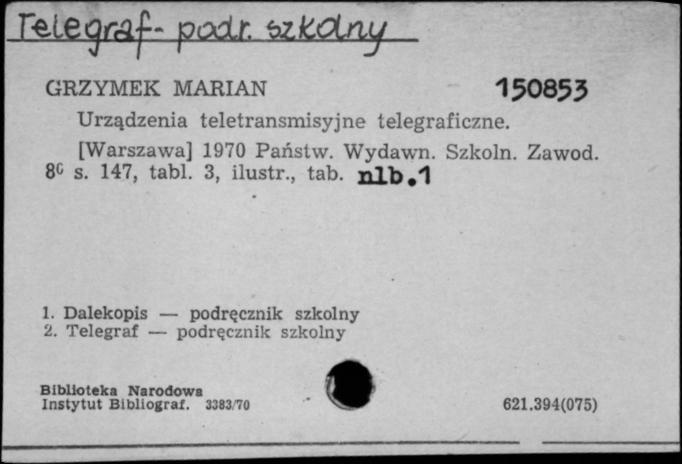 Telegraf- podr. szkolny
GRZYMEK MARIAN 150853
Urządzenia teletransmisyjne telegraficzne.
[Warszawa] 1970 Państw. Wydawn. Szkoln. Zawod.
8° s. 147, tabl. 3, ilustr., tab. nlb.1
1. Dalekopis — podręcznik szkolny
2. Telegraf — podręcznik szkolny
Biblioteka Narodowa
Instytut Bibliograf. 3383/70 621.394(075)